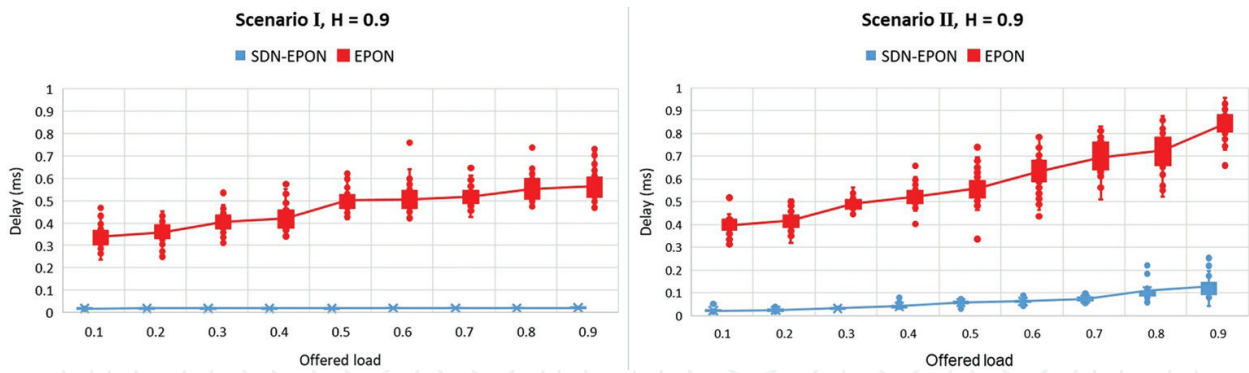 Scenario I, H = 0.9
SDN-EPON EPON
1
0.9
0.8
0.7
0.6
0.5
0.4
0.3
0.2
0.1
0
Delay (ms)
0.1 0.2 0.3 0.4 0.5 0.6 0.7 0.8 0.9
Offered load
Scenario II, H = 0.9
SDN-EPON EPON
1
0.9
0.8
0.7
0.6
0.5
0.4
0.3
0.2
0.1
0
Delay (ms)
0.1 0.2 0.3 0.4 0.5 0.6 0.7 0.8 0.9
Offered load